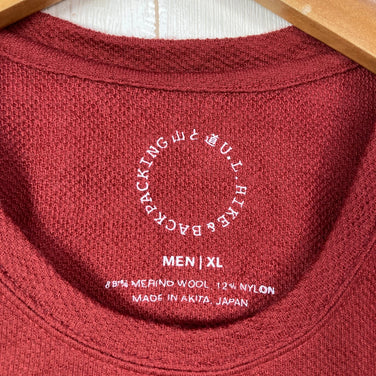 山と道 U.L. HIKE & BACKPACKING
MEN | XL
88% MERINO WOOL 12% NYLON
MADE IN AKITA, JAPAN